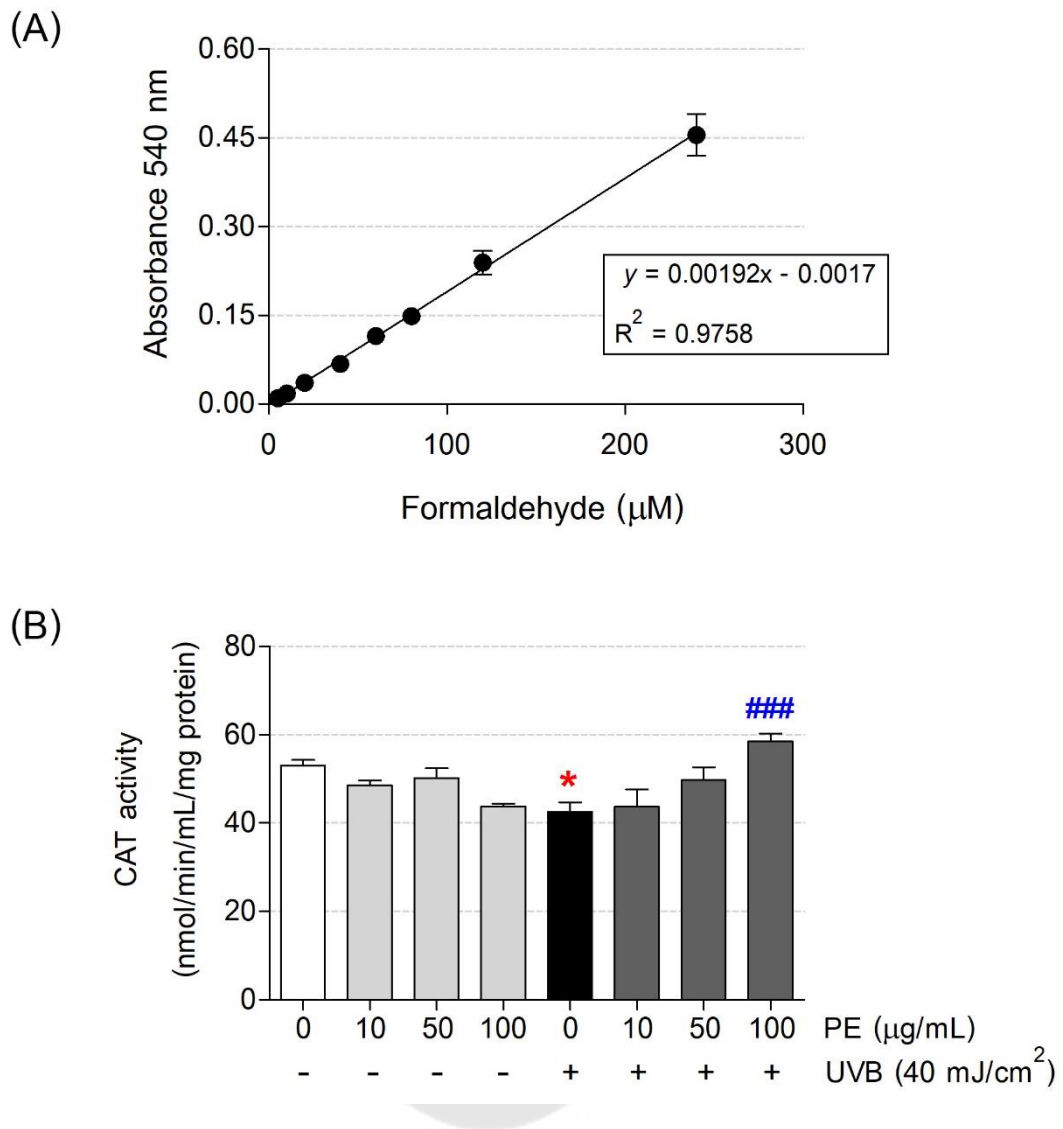 (A)
0.60
0.45
0.30
0.15
0.00
Absorbance 540 nm
y = 0.00192x - 0.0017
R² = 0.9758
0 100 200 300
Formaldehyde (μM)
(B)
80
60
40
20
0
CAT activity
(nmol/min/mL/mg protein)
*
###
0 10 50 100 0 10 50 100 PE (μg/mL)
- - - - + + + + UVB (40 mJ/cm²)